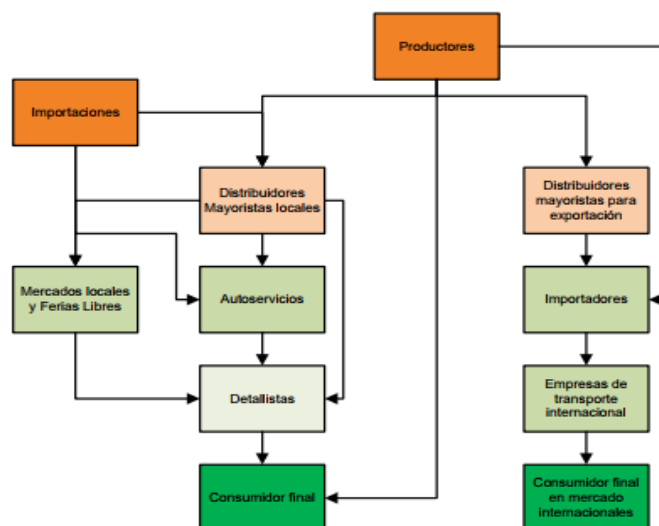 Productores
Importaciones
Distribuidores
Mayoristas locales
Distribuidores
mayoristas para
exportación
Mercados locales
y Ferias Libres
Autoservicios
Importadores
Detallistas
Empresas de
transporte
internacional
Consumidor final
Consumidor final
en mercado
internacionales